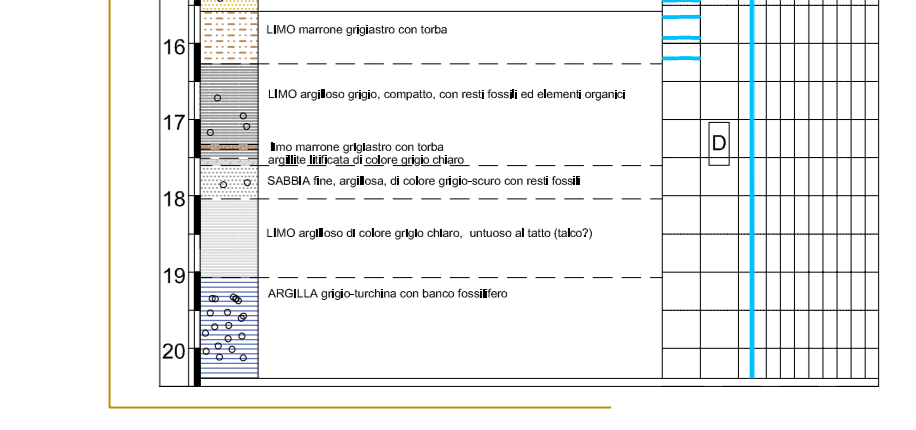 16
LIMO marrone grigiastro con torba
LIMO argilloso grigio, compatto, con resti fossili ed elementi organici
17
D
limo marrone grigiastro con torba
argillite litificata di colore grigio chiaro
SABBIA fine, argillosa, di colore grigio-scuro con resti fossili
18
LIMO argilloso di colore grigio chiaro, untuoso al tatto (talco?)
19
ARGILLA grigio-turchina con banco fossilifero
20